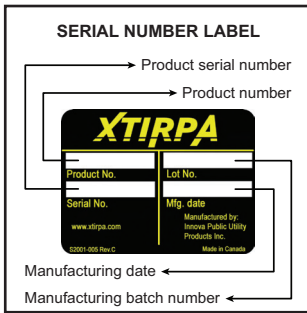 SERIAL NUMBER LABEL
Product serial number
Product number
XTIRPA
Product No. Lot No.
Serial No. Mfg. date
Manufactured by:
www.xtirpa.com Innova Public Utility
Products Inc.
S2001-005 Rev.C Made in Canada
Manufacturing date
Manufacturing batch number